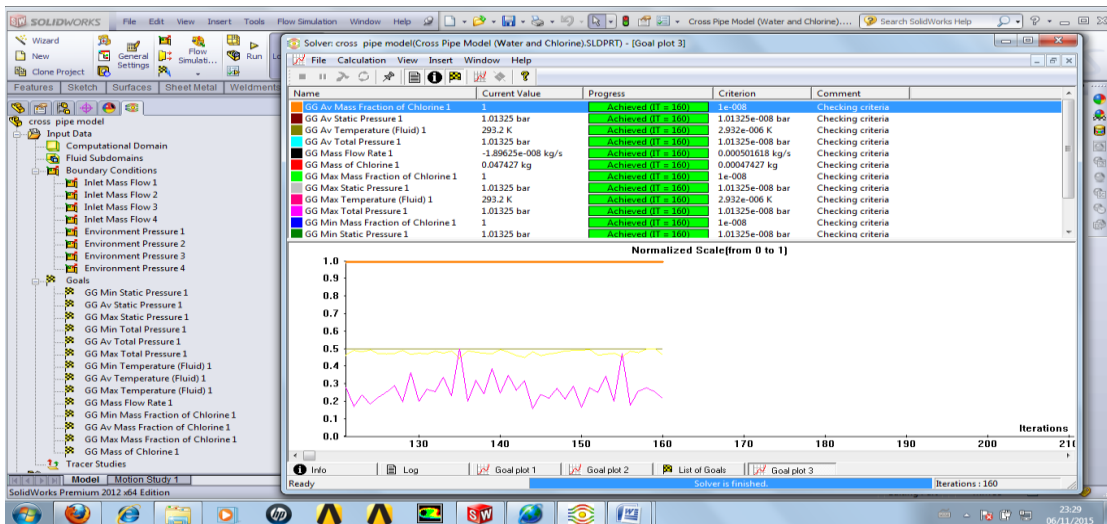 SOLIDWORKS File Edit View Insert Tools Flow Simulation Window Help Cross Pipe Model (Water and Chlorine).... Search SolidWorks Help
Wizard
New
Clone Project
General Settings
Flow Simulati...
Run
Features Sketch Surfaces Sheet Metal Weldments
cross pipe model
Input Data
Computational Domain
Fluid Subdomains
Boundary Conditions
Inlet Mass Flow 1
Inlet Mass Flow 2
Inlet Mass Flow 3
Inlet Mass Flow 4
Environment Pressure 1
Environment Pressure 2
Environment Pressure 3
Environment Pressure 4
Goals
GG Min Static Pressure 1
GG Av Static Pressure 1
GG Max Static Pressure 1
GG Min Total Pressure 1
GG Av Total Pressure 1
GG Max Total Pressure 1
GG Min Temperature (Fluid) 1
GG Av Temperature (Fluid) 1
GG Max Temperature (Fluid) 1
GG Mass Flow Rate 1
GG Min Mass Fraction of Chlorine 1
GG Av Mass Fraction of Chlorine 1
GG Max Mass Fraction of Chlorine 1
GG Mass of Chlorine 1
Tracer Studies
Model Motion Study 1
SolidWorks Premium 2012 x64 Edition
Solver: cross pipe model(Cross Pipe Model (Water and Chlorine).SLDPRT) - [Goal plot 3]
File Calculation View Insert Window Help
Name Current Value Progress Criterion Comment
GG Av Mass Fraction of Chlorine 1 1 Achieved (IT = 160) 1e-008 Checking criteria
GG Av Static Pressure 1 1.01325 bar Achieved (IT = 160) 1.01325e-008 bar Checking criteria
GG Av Temperature (Fluid) 1 293.2 K Achieved (IT = 160) 2.932e-006 K Checking criteria
GG Av Total Pressure 1 1.01325 bar Achieved (IT = 160) 1.01325e-008 bar Checking criteria
GG Mass Flow Rate 1 -1.89625e-008 kg/s Achieved (IT = 160) 0.000501618 kg/s Checking criteria
GG Mass of Chlorine 1 0.047427 kg Achieved (IT = 160) 0.00047427 kg Checking criteria
GG Max Mass Fraction of Chlorine 1 1 Achieved (IT = 160) 1e-008 Checking criteria
GG Max Static Pressure 1 1.01325 bar Achieved (IT = 160) 1.01325e-008 bar Checking criteria
GG Max Temperature (Fluid) 1 293.2 K Achieved (IT = 160) 2.932e-006 K Checking criteria
GG Max Total Pressure 1 1.01325 bar Achieved (IT = 160) 1.01325e-008 bar Checking criteria
GG Min Mass Fraction of Chlorine 1 1 Achieved (IT = 160) 1e-008 Checking criteria
GG Min Static Pressure 1 1.01325 bar Achieved (IT = 160) 1.01325e-008 bar Checking criteria
Normalized Scale(from 0 to 1)
1.0
0.9
0.8
0.7
0.6
0.5
0.4
0.3
0.2
0.1
0.0
Iterations
130 140 150 160 170 180 190 200 210
Info Log Goal plot 1 Goal plot 2 List of Goals Goal plot 3
Ready Solver is finished. Iterations : 160
23:29
06/11/2015